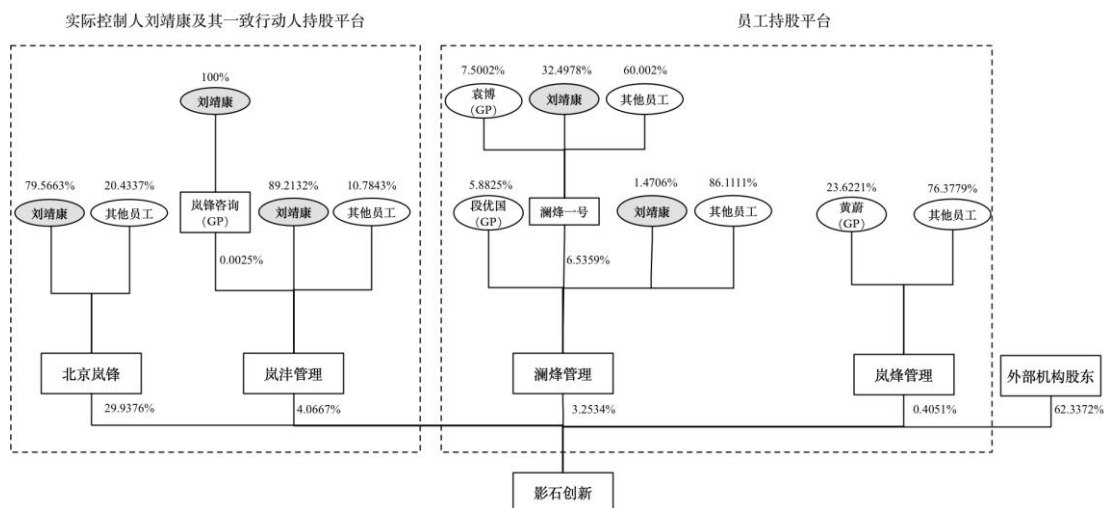 实际控制人刘靖康及其一致行动人持股平台
员工持股平台
100%
刘靖康
79.5663%
20.4337%
刘靖康
其他员工
岚锋咨询
（GP）
89.2132%
10.7843%
刘靖康
其他员工
0.0025%
北京岚锋
岚沣管理
29.9376%
4.0667%
7.5002%
32.4978%
60.002%
袁博
（GP）
刘靖康
其他员工
5.8825%
段优国
（GP）
澜烽一号
1.4706%
86.1111%
刘靖康
其他员工
6.5359%
23.6221%
76.3779%
黄蔚
（GP）
其他员工
澜烽管理
岚烽管理
外部机构股东
3.2534%
0.4051%
62.3372%
影石创新